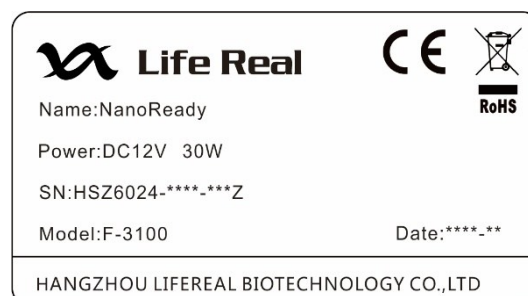 Life Real
CE
RoHS
Name:NanoReady
Power:DC12V 30W
SN:HSZ6024-****-***Z
Model:F-3100
Date:****-**
HANGZHOU LIFEREAL BIOTECHNOLOGY CO.,LTD